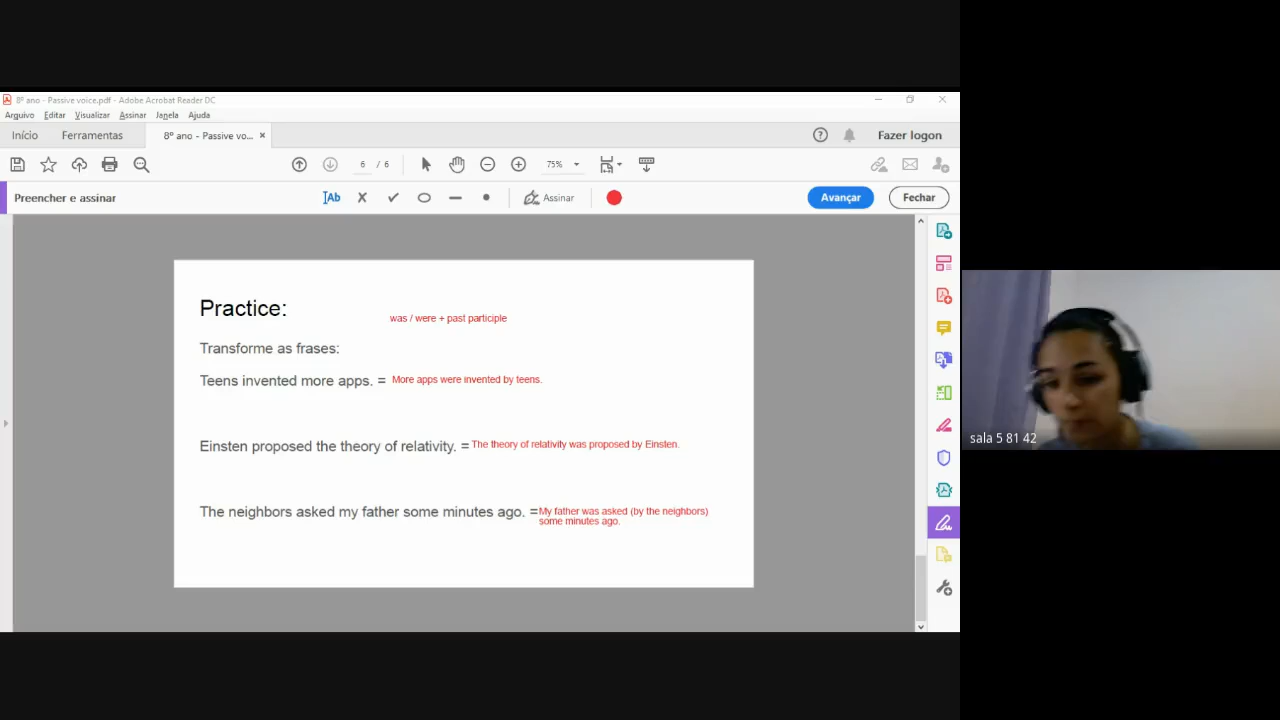 8º ano - Passive voice.pdf - Adobe Acrobat Reader DC
Arquivo Editar Visualizar Assinar Janela Ajuda
Início Ferramentas 8º ano - Passive vo... × Fazer logon
6 / 6 75%
Preencher e assinar IAb Assinar Avançar Fechar
Practice:
was / were + past participle
Transforme as frases:
Teens invented more apps. = More apps were invented by teens.
Einsten proposed the theory of relativity. = The theory of relativity was proposed by Einsten.
The neighbors asked my father some minutes ago. = My father was asked (by the neighbors)
some minutes ago.
sala 5 81 42